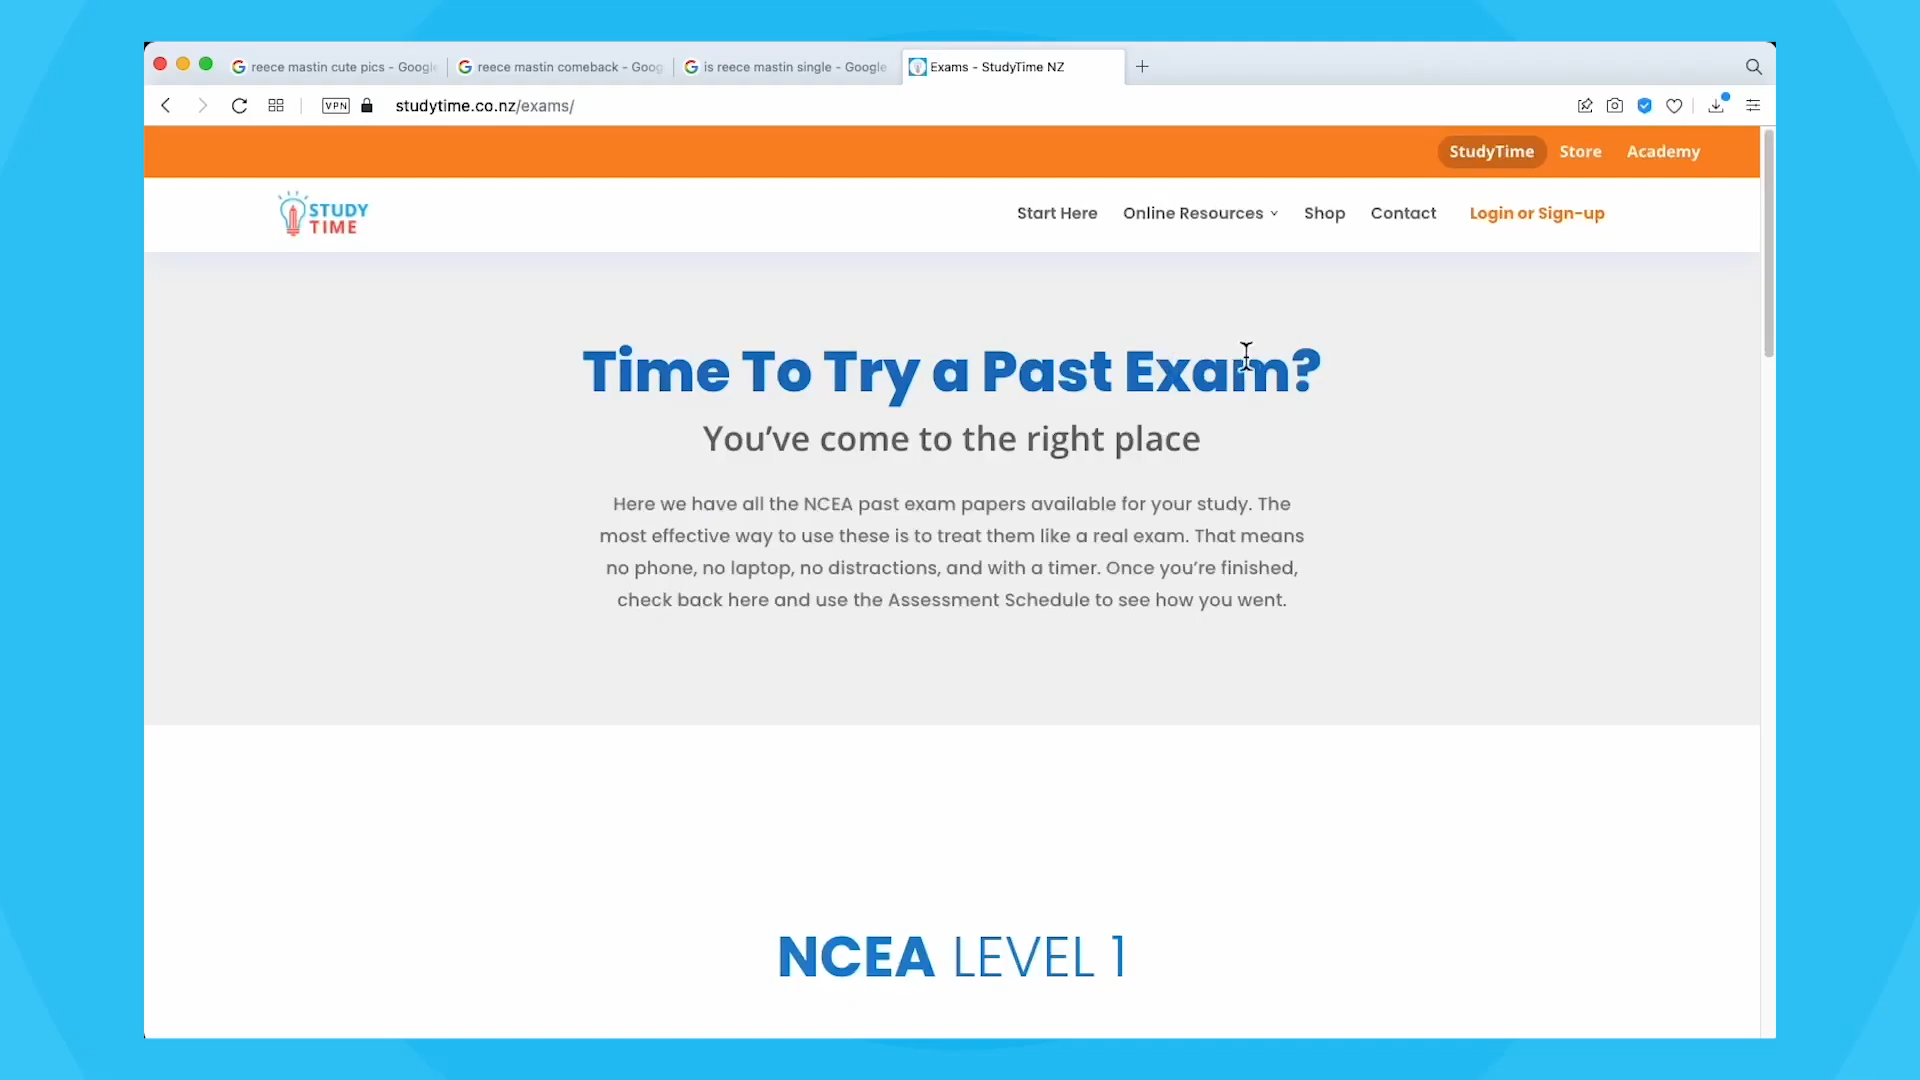 reece mastin cute pics - Google
reece mastin comeback - Goog
is reece mastin single - Google
Exams - StudyTime NZ
VPN
studytime.co.nz/exams/
StudyTime
Store
Academy
STUDY
TIME
Start Here
Online Resources
Shop
Contact
Login or Sign-up
Time To Try a Past Exam?
You’ve come to the right place
Here we have all the NCEA past exam papers available for your study. The
most effective way to use these is to treat them like a real exam. That means
no phone, no laptop, no distractions, and with a timer. Once you’re finished,
check back here and use the Assessment Schedule to see how you went.
NCEA LEVEL 1